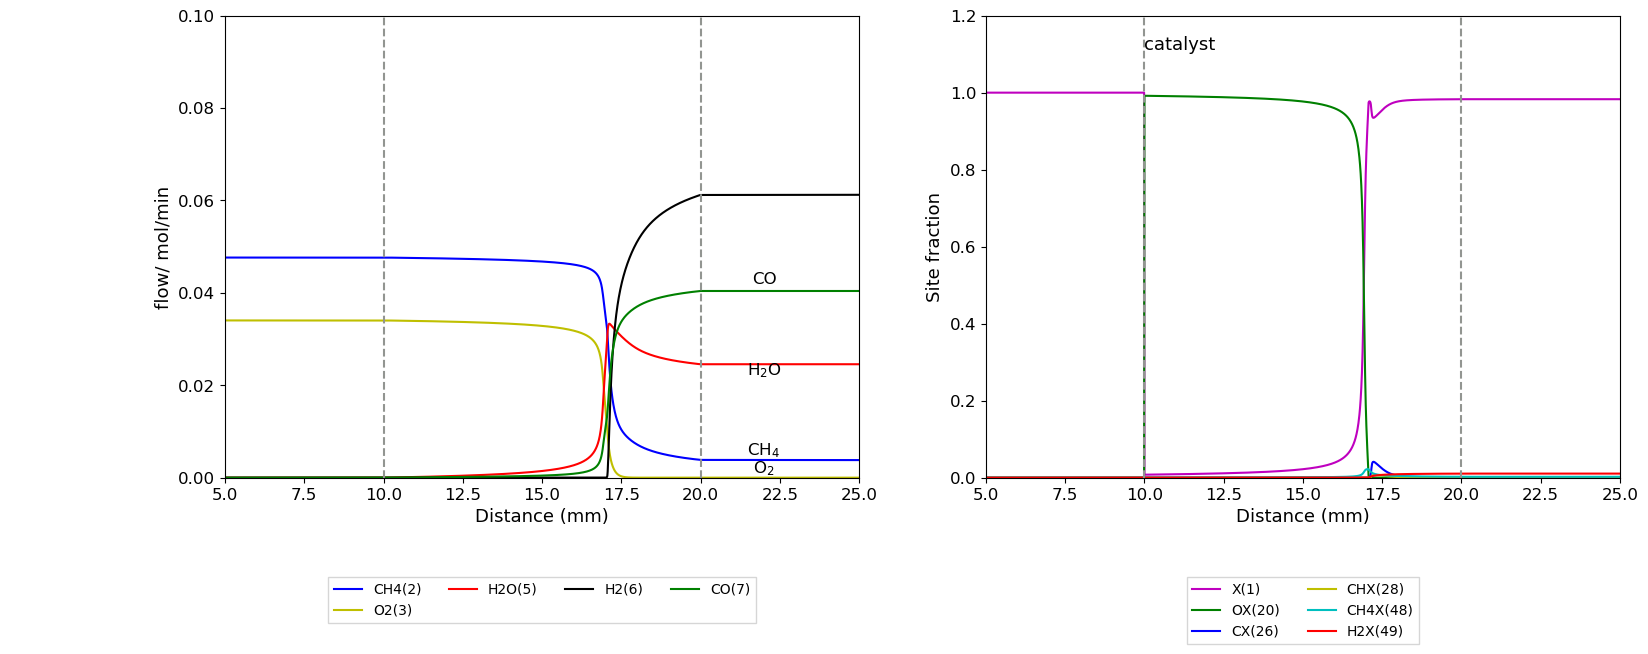 0.10
0.08
0.06
0.04
0.02
0.00
flow/ mol/min
CO
H₂O
CH₄
O₂
5.0 7.5 10.0 12.5 15.0 17.5 20.0 22.5 25.0
Distance (mm)
CH4(2) H2O(5) H2(6) CO(7)
O2(3)
1.2
1.0
0.8
0.6
0.4
0.2
0.0
Site fraction
catalyst
5.0 7.5 10.0 12.5 15.0 17.5 20.0 22.5 25.0
Distance (mm)
X(1) CHX(28)
OX(20) CH4X(48)
CX(26) H2X(49)